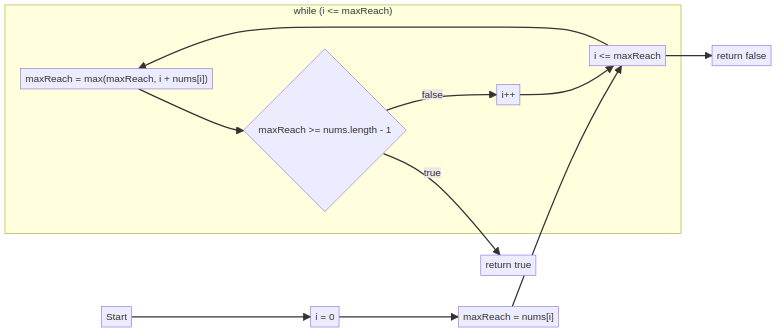 while (i <= maxReach)
i <= maxReach
return false
maxReach = max(maxReach, i + nums[i])
false
i++
maxReach >= nums.length - 1
true
return true
Start
i = 0
maxReach = nums[i]